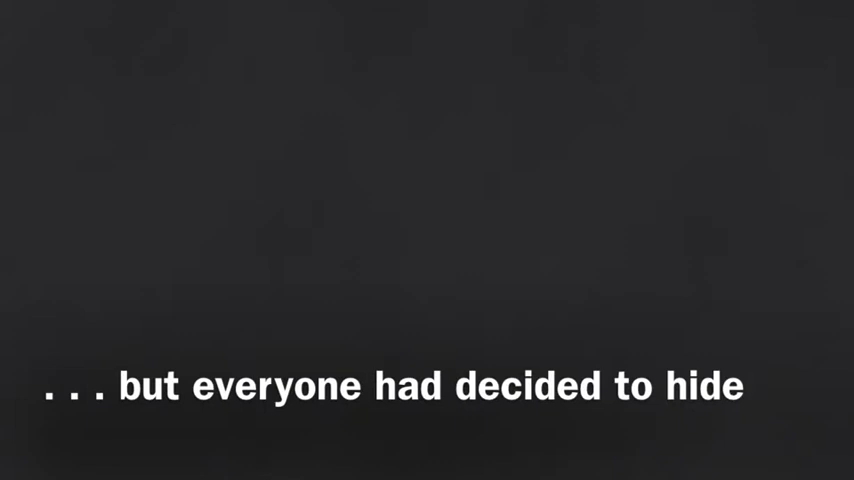 . . . but everyone had decided to hide